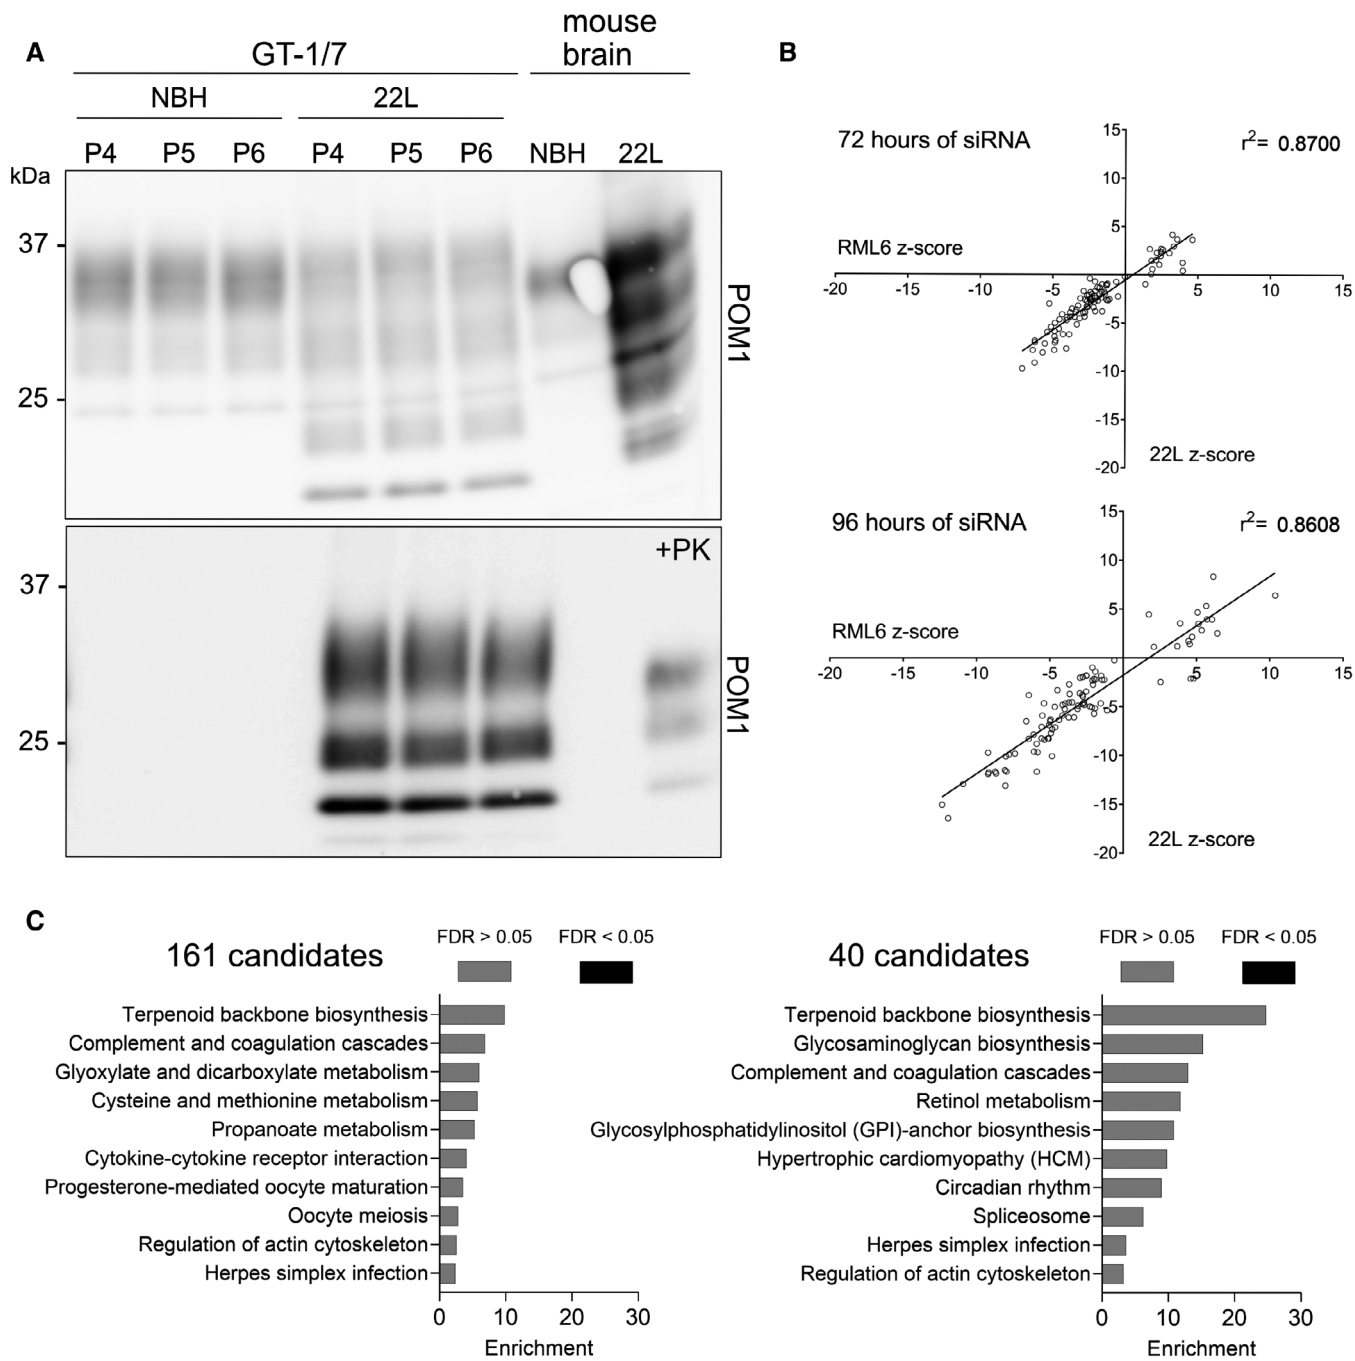 A
GT-1/7
mouse
brain
NBH
22L
P4 P5 P6 P4 P5 P6 NBH 22L
kDa
37
25
POM1
+PK
37
25
POM1
B
72 hours of siRNA
r²= 0.8700
RML6 z-score
22L z-score
15
10
5
-20 -15 -10 -5 5 10 15
-5
-10
-15
-20
96 hours of siRNA
r²= 0.8608
RML6 z-score
22L z-score
15
10
5
-20 -15 -10 -5 5 10 15
-5
-10
-15
-20
C
161 candidates
FDR > 0.05 FDR < 0.05
Terpenoid backbone biosynthesis
Complement and coagulation cascades
Glyoxylate and dicarboxylate metabolism
Cysteine and methionine metabolism
Propanoate metabolism
Cytokine-cytokine receptor interaction
Progesterone-mediated oocyte maturation
Oocyte meiosis
Regulation of actin cytoskeleton
Herpes simplex infection
0 10 20 30
Enrichment
40 candidates
FDR > 0.05 FDR < 0.05
Terpenoid backbone biosynthesis
Glycosaminoglycan biosynthesis
Complement and coagulation cascades
Retinol metabolism
Glycosylphosphatidylinositol (GPI)-anchor biosynthesis
Hypertrophic cardiomyopathy (HCM)
Circadian rhythm
Spliceosome
Herpes simplex infection
Regulation of actin cytoskeleton
0 10 20 30
Enrichment